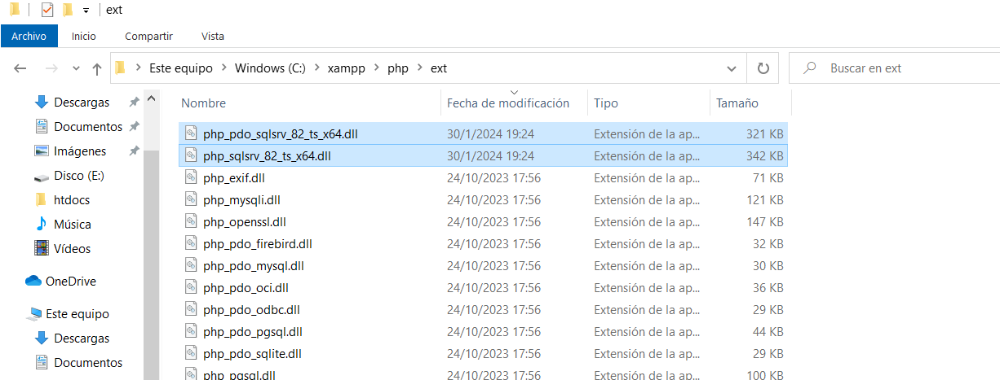 ext
Archivo Inicio Compartir Vista
Este equipo Windows (C:) xampp php ext Buscar en ext
Descargas
Documentos
Imágenes
Disco (E:)
htdocs
Música
Vídeos
OneDrive
Este equipo
Descargas
Documentos
Nombre Fecha de modificación Tipo Tamaño
php_pdo_sqlsrv_82_ts_x64.dll 30/1/2024 19:24 Extensión de la ap... 321 KB
php_sqlsrv_82_ts_x64.dll 30/1/2024 19:24 Extensión de la ap... 342 KB
php_exif.dll 24/10/2023 17:56 Extensión de la ap... 71 KB
php_mysqli.dll 24/10/2023 17:56 Extensión de la ap... 121 KB
php_openssl.dll 24/10/2023 17:56 Extensión de la ap... 147 KB
php_pdo_firebird.dll 24/10/2023 17:56 Extensión de la ap... 32 KB
php_pdo_mysql.dll 24/10/2023 17:56 Extensión de la ap... 30 KB
php_pdo_oci.dll 24/10/2023 17:56 Extensión de la ap... 36 KB
php_pdo_odbc.dll 24/10/2023 17:56 Extensión de la ap... 29 KB
php_pdo_pgsql.dll 24/10/2023 17:56 Extensión de la ap... 44 KB
php_pdo_sqlite.dll 24/10/2023 17:56 Extensión de la ap... 29 KB
php_pgsql.dll 24/10/2023 17:56 Extensión de la ap... 100 KB